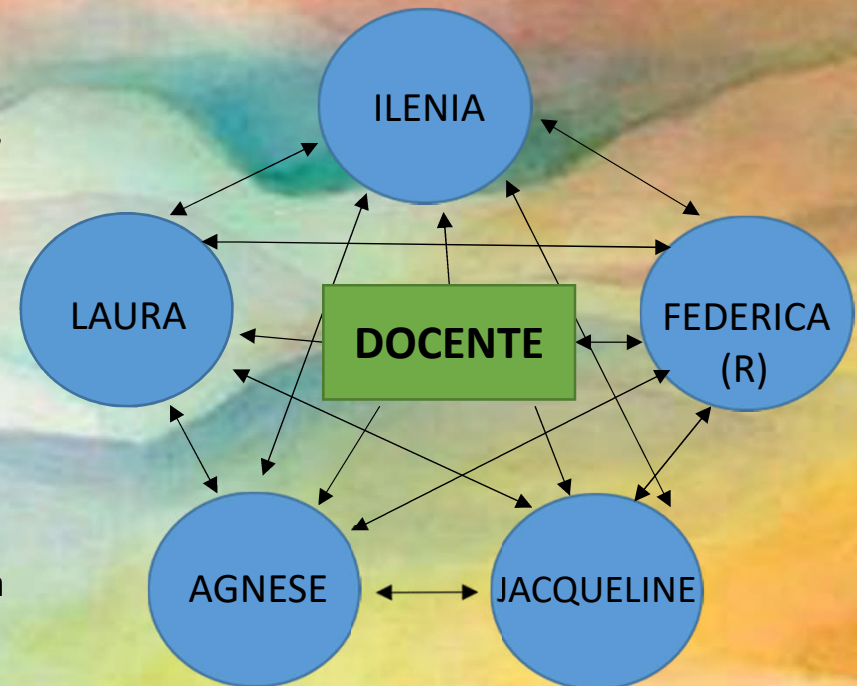 ILENIA
LAURA
DOCENTE
FEDERICA
(R)
AGNESE
JACQUELINE